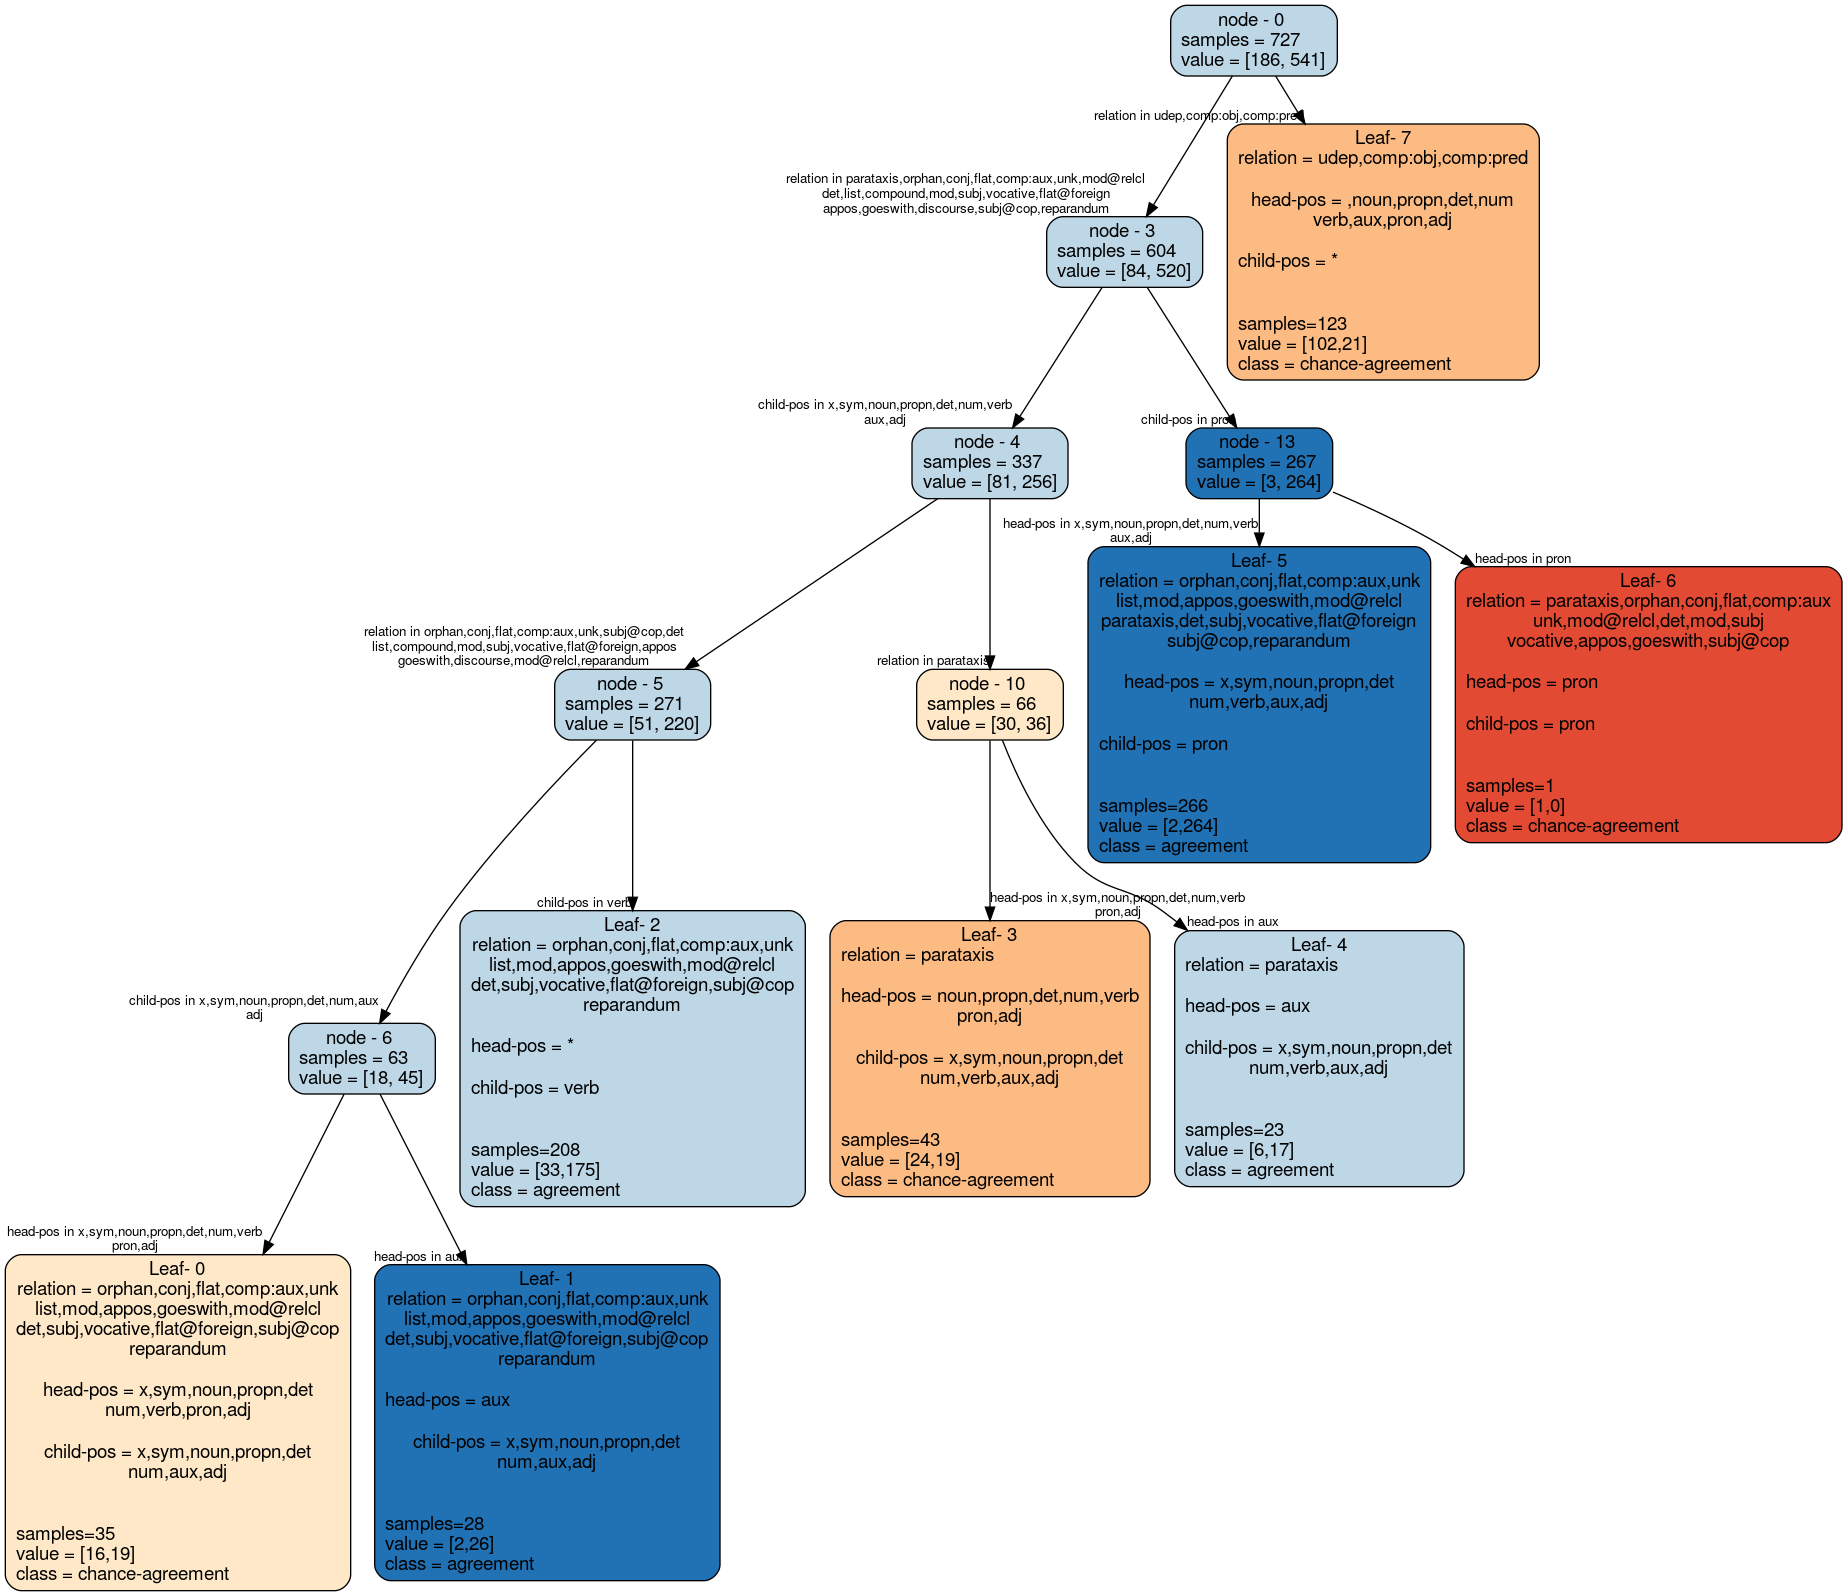 node - 0
samples = 727
value = [186, 541]
relation in udep,comp:obj,comp:pred
Leaf- 7
relation = udep,comp:obj,comp:pred
head-pos = ,noun,propn,det,num
verb,aux,pron,adj
child-pos = *
samples=123
value = [102,21]
class = chance-agreement
relation in parataxis,orphan,conj,flat,comp:aux,unk,mod@relcl
det,list,compound,mod,subj,vocative,flat@foreign
appos,goeswith,discourse,subj@cop,reparandum
node - 3
samples = 604
value = [84, 520]
child-pos in x,sym,noun,propn,det,num,verb
aux,adj
node - 4
samples = 337
value = [81, 256]
child-pos in pron
node - 13
samples = 267
value = [3, 264]
head-pos in x,sym,noun,propn,det,num,verb
aux,adj
Leaf- 5
relation = orphan,conj,flat,comp:aux,unk
list,mod,appos,goeswith,mod@relcl
parataxis,det,subj,vocative,flat@foreign
subj@cop,reparandum
head-pos = x,sym,noun,propn,det
num,verb,aux,adj
child-pos = pron
samples=266
value = [2,264]
class = agreement
head-pos in pron
Leaf- 6
relation = parataxis,orphan,conj,flat,comp:aux
unk,mod@relcl,det,mod,subj
vocative,appos,goeswith,subj@cop
head-pos = pron
child-pos = pron
samples=1
value = [1,0]
class = chance-agreement
relation in orphan,conj,flat,comp:aux,unk,subj@cop,det
list,compound,mod,subj,vocative,flat@foreign,appos
goeswith,discourse,mod@relcl,reparandum
node - 5
samples = 271
value = [51, 220]
relation in parataxis
node - 10
samples = 66
value = [30, 36]
child-pos in verb
Leaf- 2
relation = orphan,conj,flat,comp:aux,unk
list,mod,appos,goeswith,mod@relcl
det,subj,vocative,flat@foreign,subj@cop
reparandum
head-pos = *
child-pos = verb
samples=208
value = [33,175]
class = agreement
head-pos in x,sym,noun,propn,det,num,verb
pron,adj
Leaf- 3
relation = parataxis
head-pos = noun,propn,det,num,verb
pron,adj
child-pos = x,sym,noun,propn,det
num,verb,aux,adj
samples=43
value = [24,19]
class = chance-agreement
head-pos in aux
Leaf- 4
relation = parataxis
head-pos = aux
child-pos = x,sym,noun,propn,det
num,verb,aux,adj
samples=23
value = [6,17]
class = agreement
child-pos in x,sym,noun,propn,det,num,aux
adj
node - 6
samples = 63
value = [18, 45]
head-pos in x,sym,noun,propn,det,num,verb
pron,adj
Leaf- 0
relation = orphan,conj,flat,comp:aux,unk
list,mod,appos,goeswith,mod@relcl
det,subj,vocative,flat@foreign,subj@cop
reparandum
head-pos = x,sym,noun,propn,det
num,verb,pron,adj
child-pos = x,sym,noun,propn,det
num,aux,adj
samples=35
value = [16,19]
class = chance-agreement
head-pos in aux
Leaf- 1
relation = orphan,conj,flat,comp:aux,unk
list,mod,appos,goeswith,mod@relcl
det,subj,vocative,flat@foreign,subj@cop
reparandum
head-pos = aux
child-pos = x,sym,noun,propn,det
num,aux,adj
samples=28
value = [2,26]
class = agreement